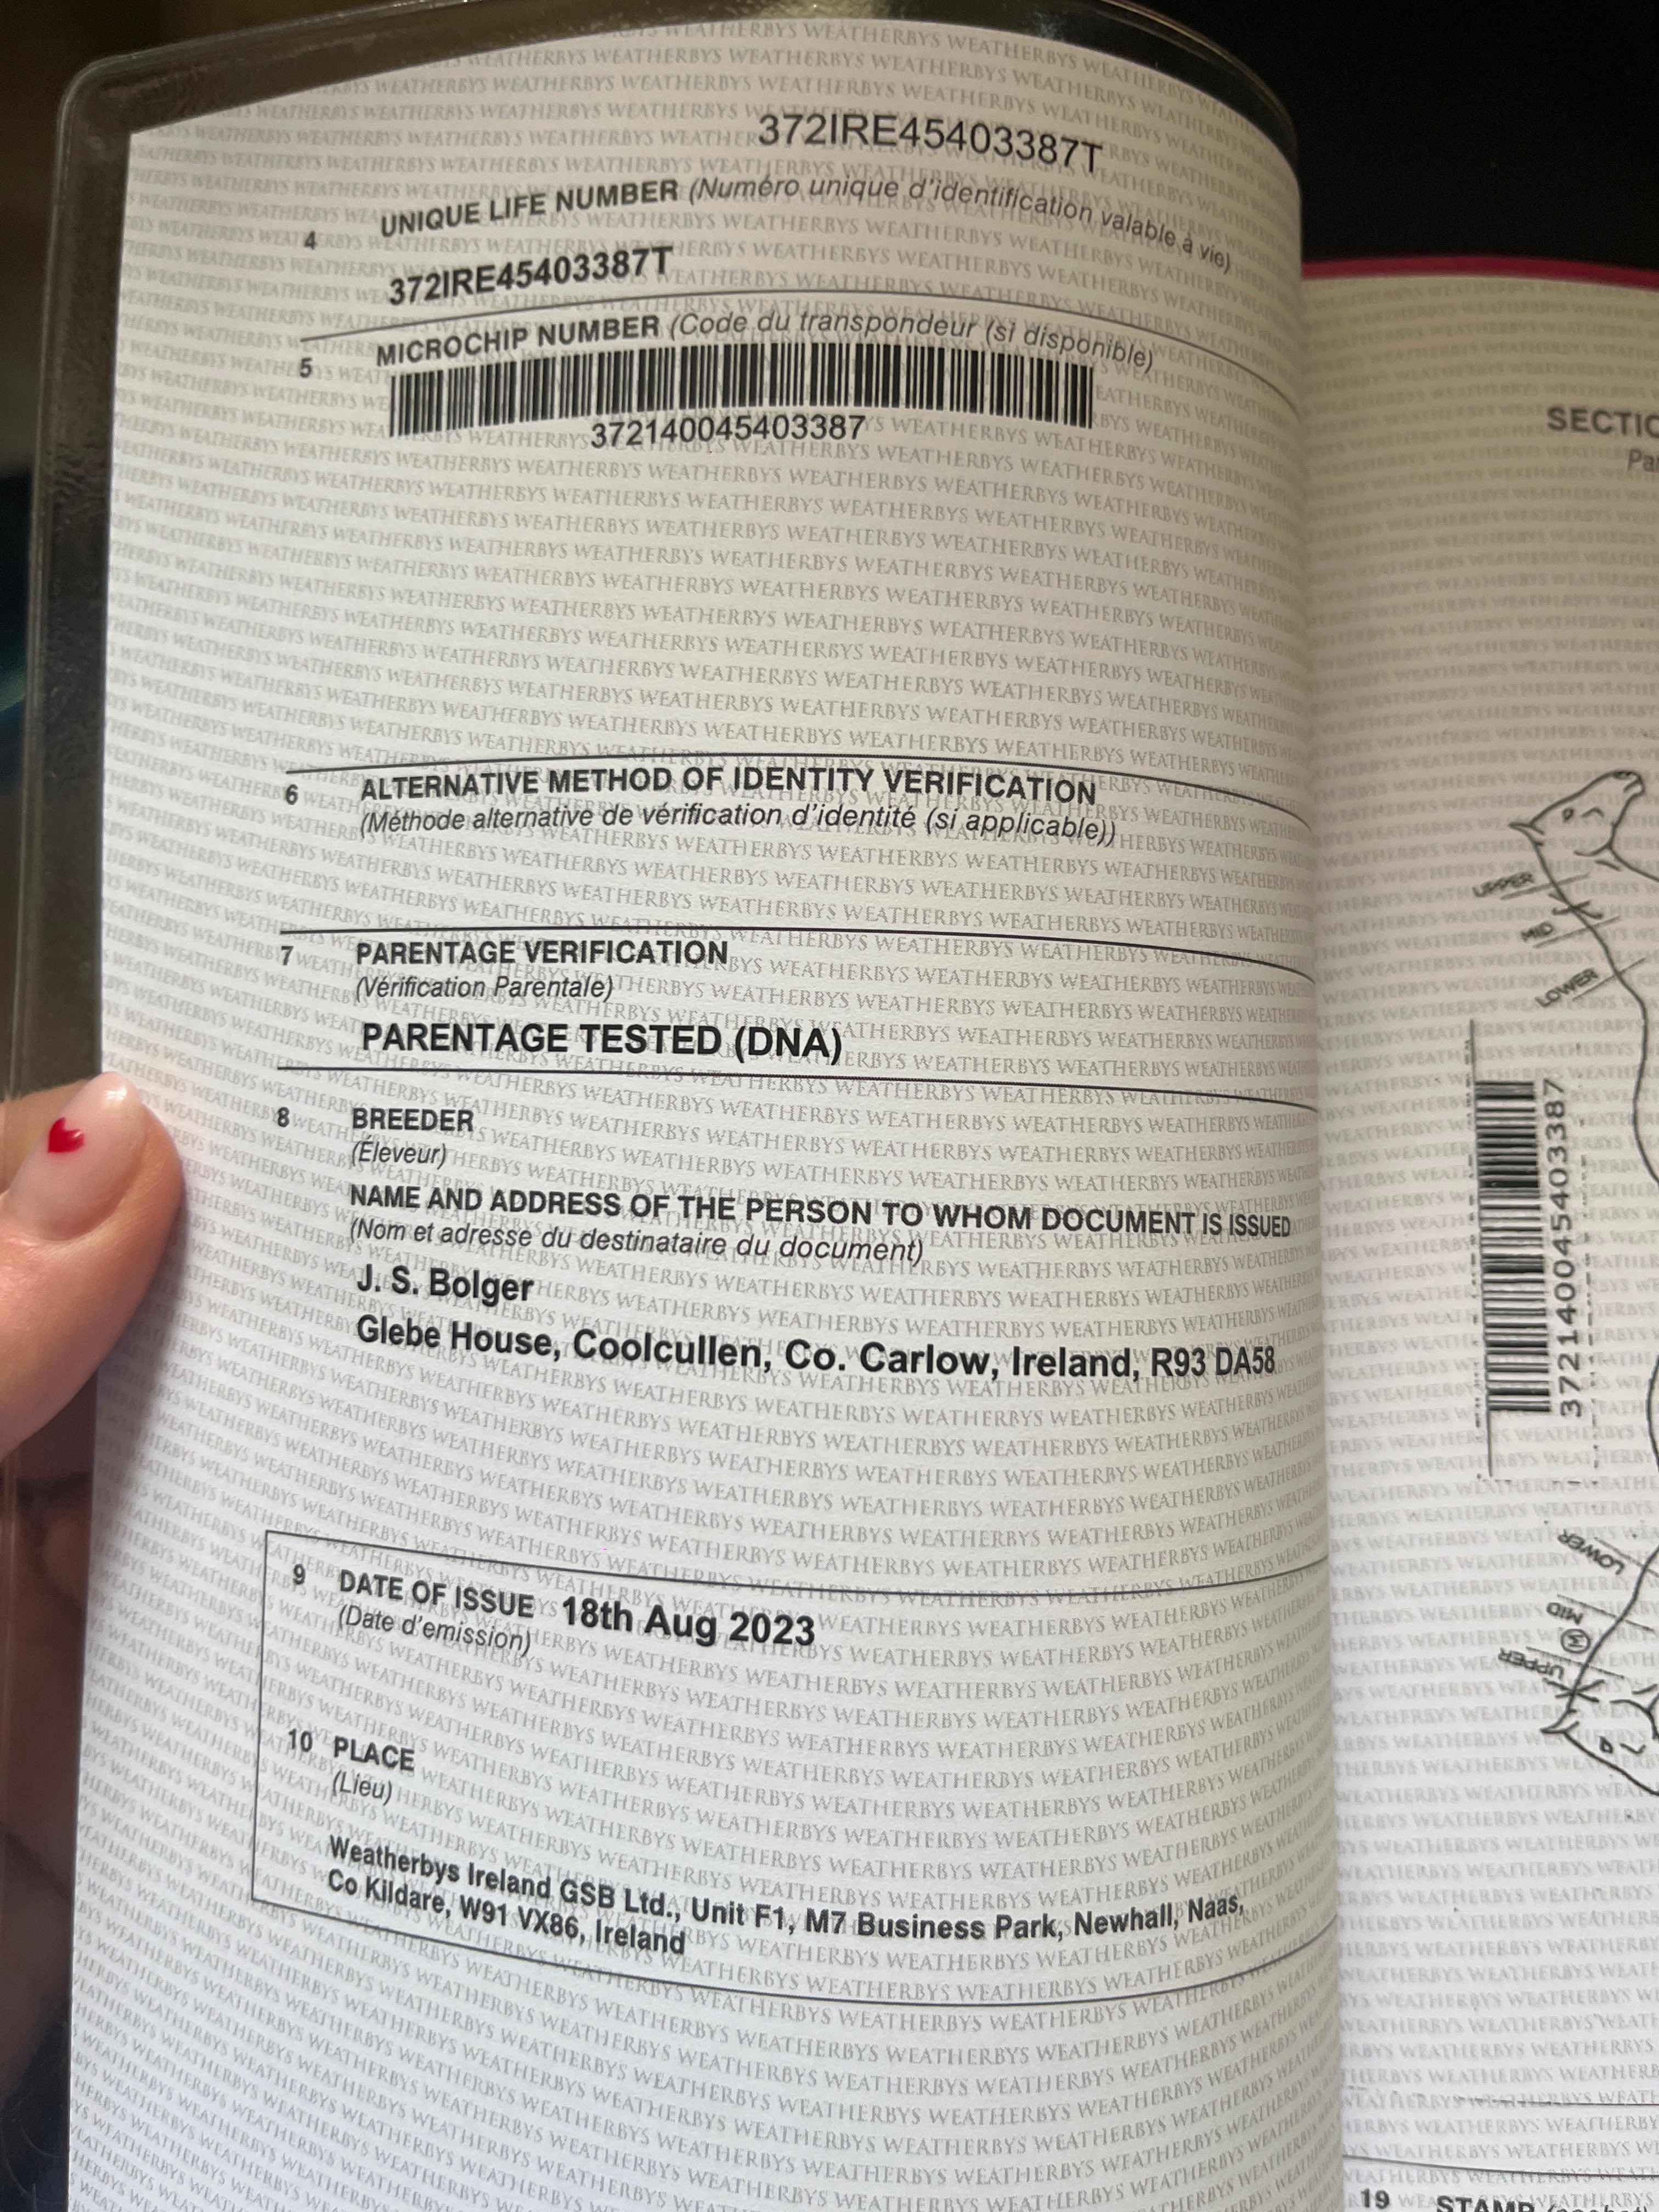 372IRE45403387T
4 UNIQUE LIFE NUMBER (Numéro unique d'identification valable à vie)
372IRE45403387T
5 MICROCHIP NUMBER (Code du transpondeur (si disponible)
372140045403387
6 ALTERNATIVE METHOD OF IDENTITY VERIFICATION
(Méthode alternative de vérification d'identité (si applicable))
7 PARENTAGE VERIFICATION
(Vérification Parentale)
PARENTAGE TESTED (DNA)
8 BREEDER
(Éleveur)
NAME AND ADDRESS OF THE PERSON TO WHOM DOCUMENT IS ISSUED
(Nom et adresse du destinataire du document)
J. S. Bolger
Glebe House, Coolcullen, Co. Carlow, Ireland, R93 DA58
9 DATE OF ISSUE 18th Aug 2023
(Date d'emission)
10 PLACE
(Lieu)
Weatherbys Ireland GSB Ltd., Unit F1, M7 Business Park, Newhall, Naas,
Co Kildare, W91 VX86, Ireland
UPPER
MID
LOWER
372140045403387
LOWER
MID
M
UPPER
19
WEATHERBYS